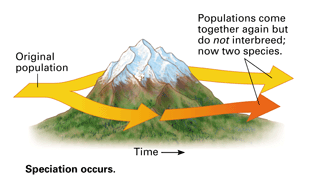 Populations come
together again but
do not interbreed;
now two species.
Original
population
Time
Speciation occurs.